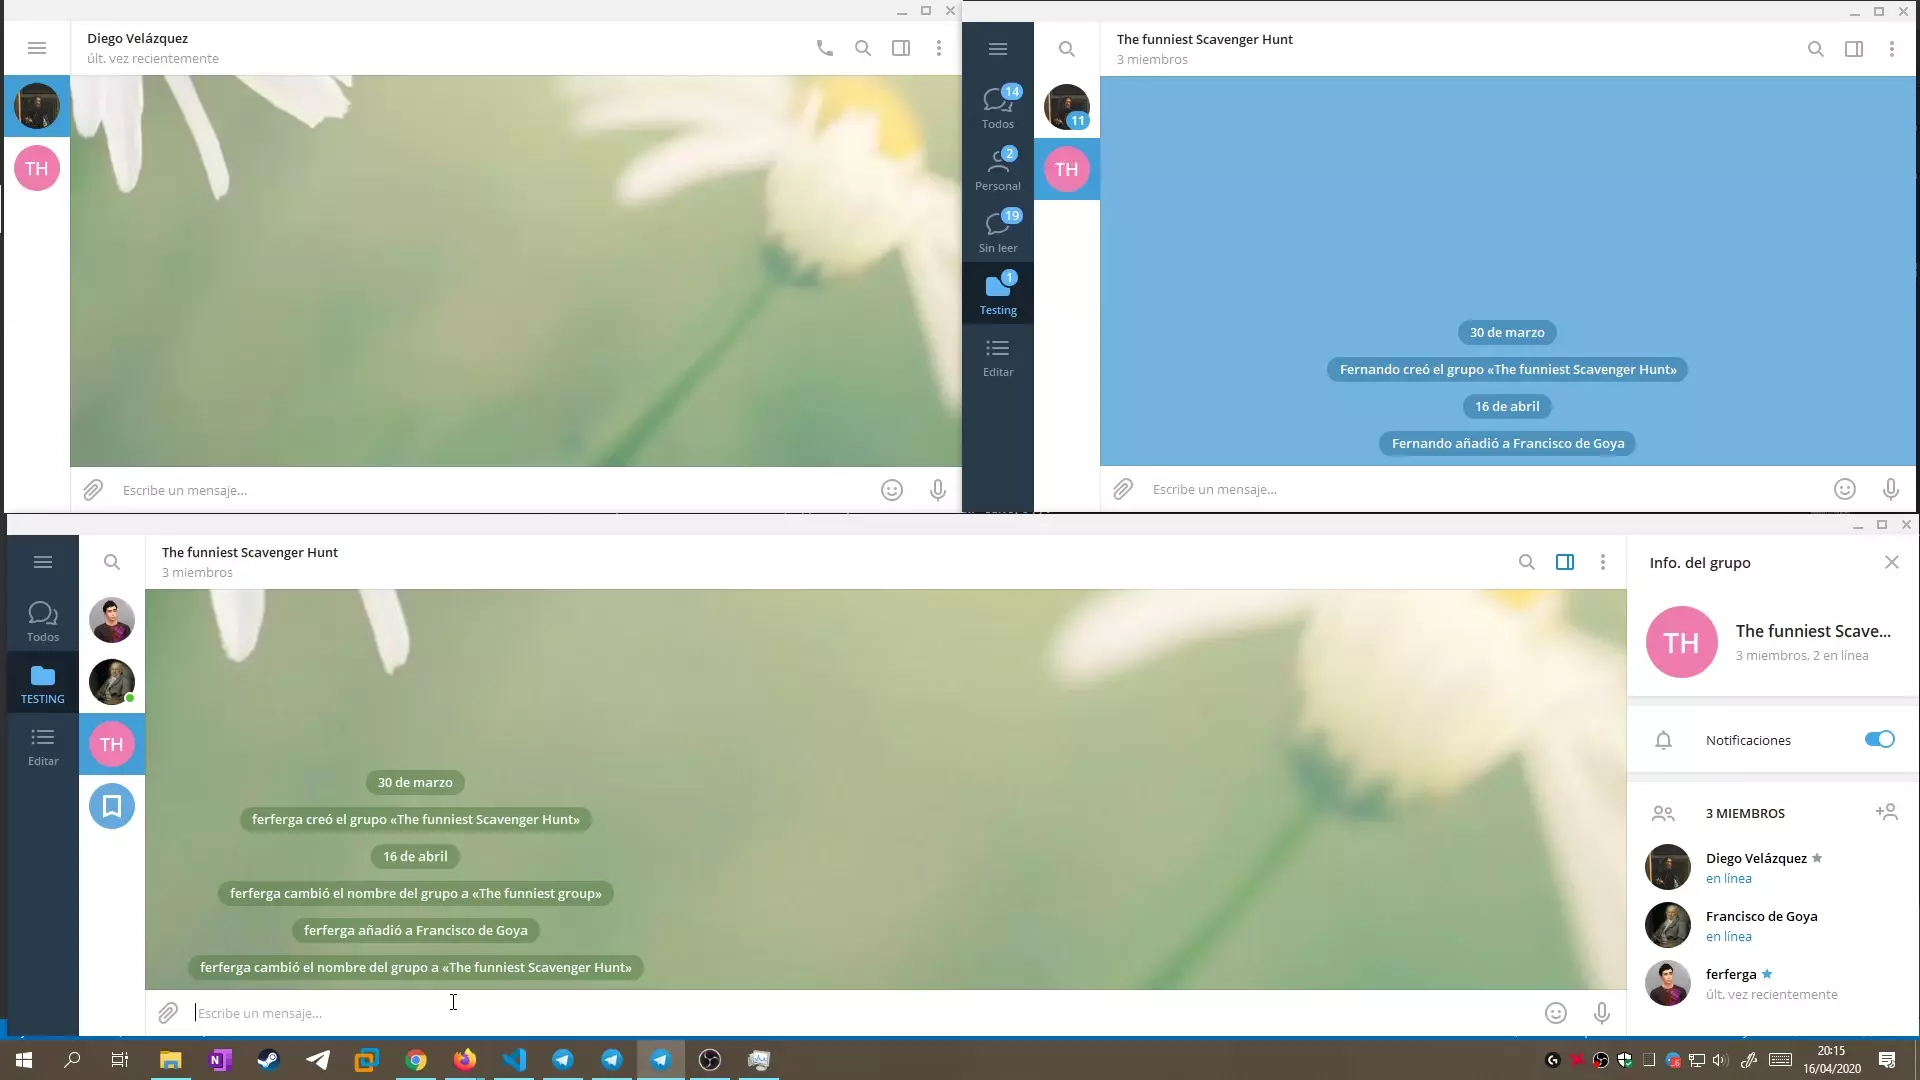 Diego Velázquez
últ. vez recientemente
TH
Escribe un mensaje...
14
Todos
2
Personal
19
Sin leer
1
Testing
Editar
11
TH
The funniest Scavenger Hunt
3 miembros
30 de marzo
Fernando creó el grupo «The funniest Scavenger Hunt»
16 de abril
Fernando añadió a Francisco de Goya
Escribe un mensaje...
Todos
TESTING
Editar
TH
The funniest Scavenger Hunt
3 miembros
30 de marzo
ferferga creó el grupo «The funniest Scavenger Hunt»
16 de abril
ferferga cambió el nombre del grupo a «The funniest group»
ferferga añadió a Francisco de Goya
ferferga cambió el nombre del grupo a «The funniest Scavenger Hunt»
Escribe un mensaje...
Info. del grupo
TH
The funniest Scave...
3 miembros, 2 en línea
Notificaciones
3 MIEMBROS
Diego Velázquez
en línea
Francisco de Goya
en línea
ferferga
últ. vez recientemente
20:15
16/04/2020